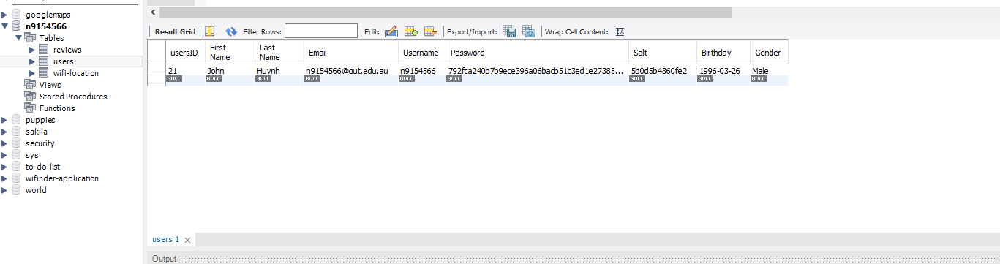 googlemaps
n9154566
Tables
reviews
users
wifi-location
Views
Stored Procedures
Functions
puppies
sakila
security
sys
to-do-list
wifinder-application
world
Result Grid Filter Rows: Edit: Export/Import: Wrap Cell Content:
usersID First Name Last Name Email Username Password Salt Birthday Gender
21 John Huynh n9154566@qut.edu.au n9154566 792fca240b7b9ece396a06bacb51c3ed1e27385... 5b0d5b4360fe2 1996-03-26 Male
NULL NULL NULL NULL NULL NULL NULL NULL NULL
users 1
Output